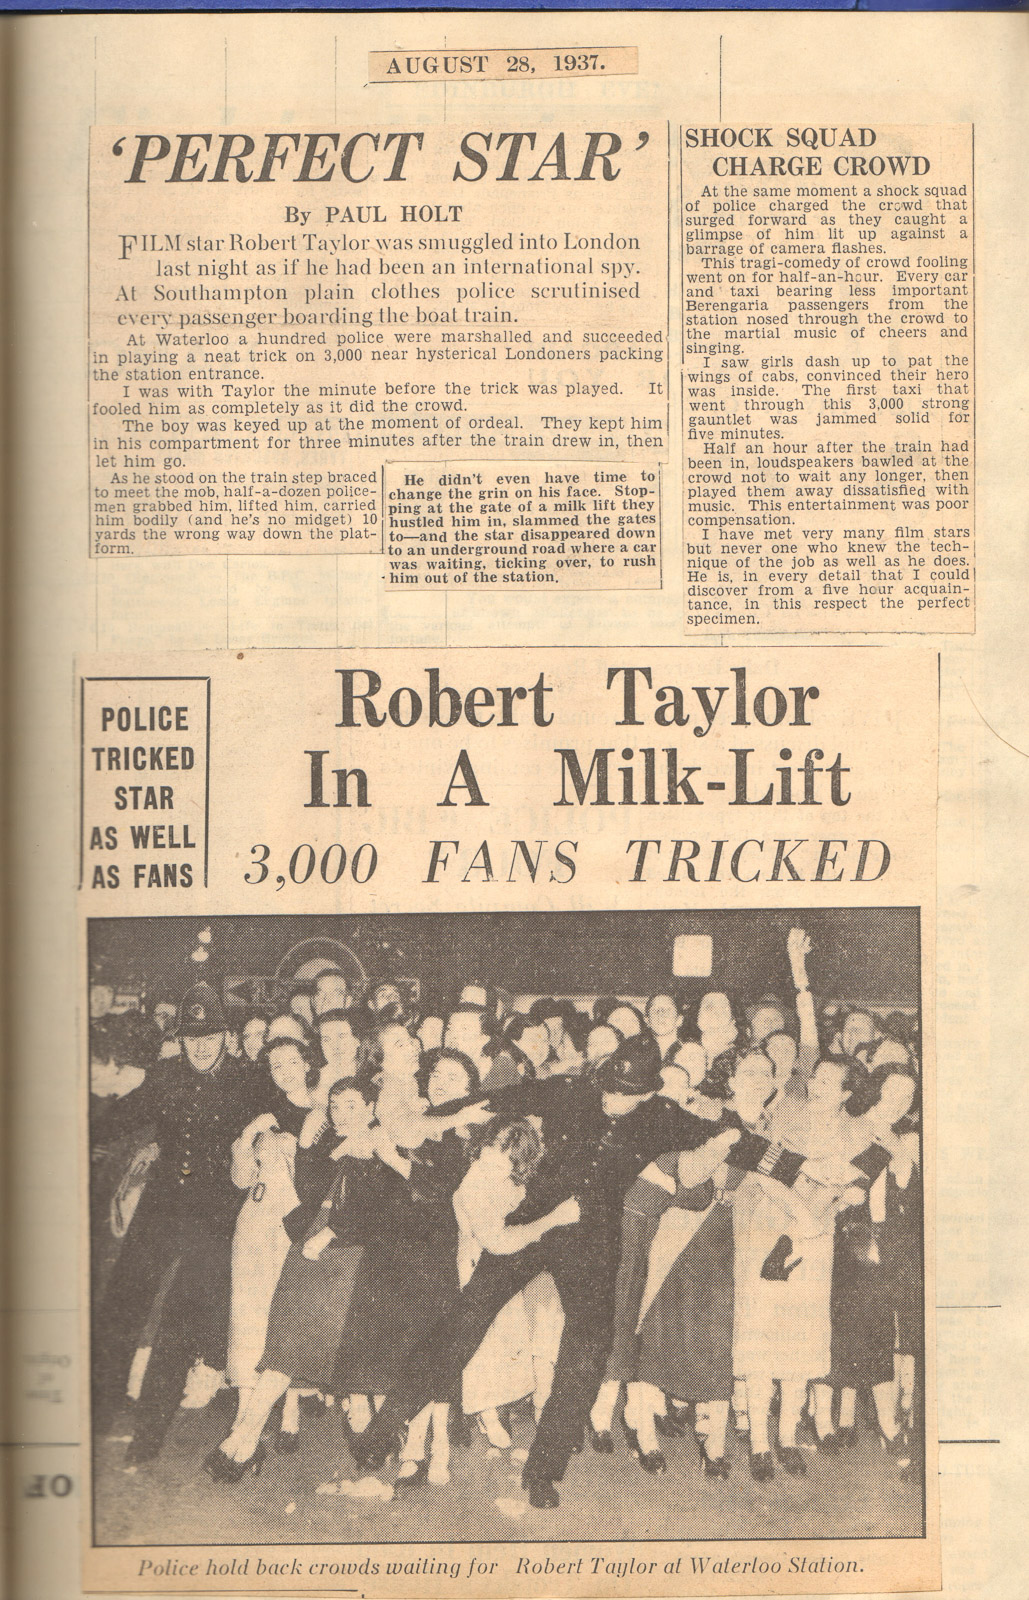 AUGUST 28, 1937.
'PERFECT STAR'
By PAUL HOLT
FILM star Robert Taylor was smuggled into London
last night as if he had been an international spy.
At Southampton plain clothes police scrutinised
every passenger boarding the boat train.
At Waterloo a hundred police were marshalled and succeeded
in playing a neat trick on 3,000 near hysterical Londoners packing
the station entrance.
I was with Taylor the minute before the trick was played. It
fooled him as completely as it did the crowd.
The boy was keyed up at the moment of ordeal. They kept him
in his compartment for three minutes after the train drew in, then
let him go.
As he stood on the train step braced
to meet the mob, half-a-dozen police-
men grabbed him, lifted him, carried
him bodily (and he's no midget) 10
yards the wrong way down the plat-
form.
He didn't even have time to
change the grin on his face. Stop-
ping at the gate of a milk lift they
hustled him in, slammed the gates
to—and the star disappeared down
to an underground road where a car
was waiting, ticking over, to rush
him out of the station.
SHOCK SQUAD
CHARGE CROWD
At the same moment a shock squad
of police charged the crowd that
surged forward as they caught a
glimpse of him lit up against a
barrage of camera flashes.
This tragi-comedy of crowd fooling
went on for half-an-hour. Every car
and taxi bearing less important
Berengaria passengers from the
station nosed through the crowd to
the martial music of cheers and
singing.
I saw girls dash up to pat the
wings of cabs, convinced their hero
was inside. The first taxi that
went through this 3,000 strong
gauntlet was jammed solid for
five minutes.
Half an hour after the train had
been in, loudspeakers bawled at the
crowd not to wait any longer, then
played them away dissatisfied with
music. This entertainment was poor
compensation.
I have met very many film stars
but never one who knew the tech-
nique of the job as well as he does.
He is, in every detail that I could
discover from a five hour acquain-
tance, in this respect the perfect
specimen.
POLICE
TRICKED
STAR
AS WELL
AS FANS
Robert Taylor
In A Milk-Lift
3,000 FANS TRICKED
Police hold back crowds waiting for Robert Taylor at Waterloo Station.